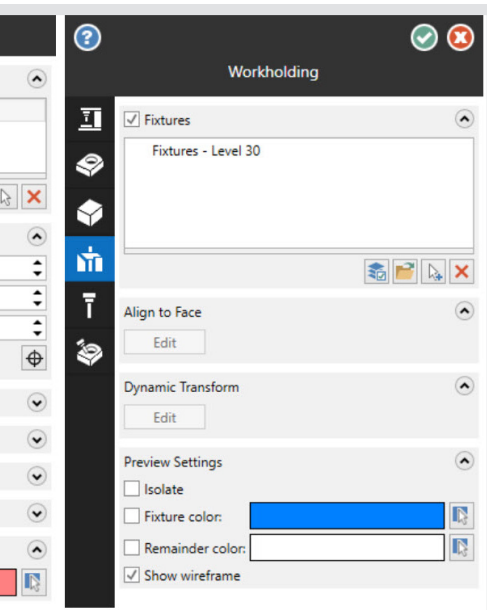 Workholding
Fixtures
Fixtures - Level 30
Align to Face
Edit
Dynamic Transform
Edit
Preview Settings
Isolate
Fixture color:
Remainder color:
Show wireframe